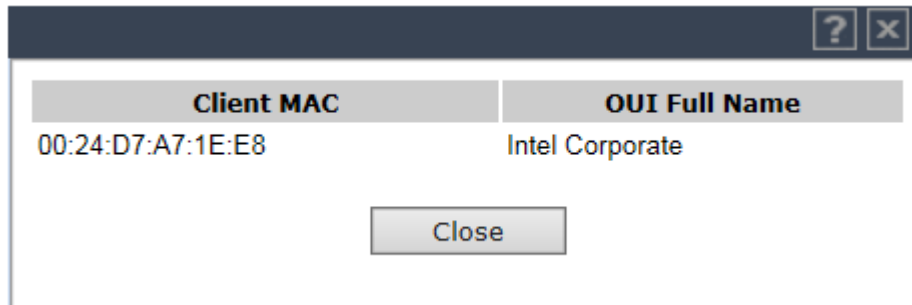 ? X
Client MAC OUI Full Name
00:24:D7:A7:1E:E8 Intel Corporate
Close